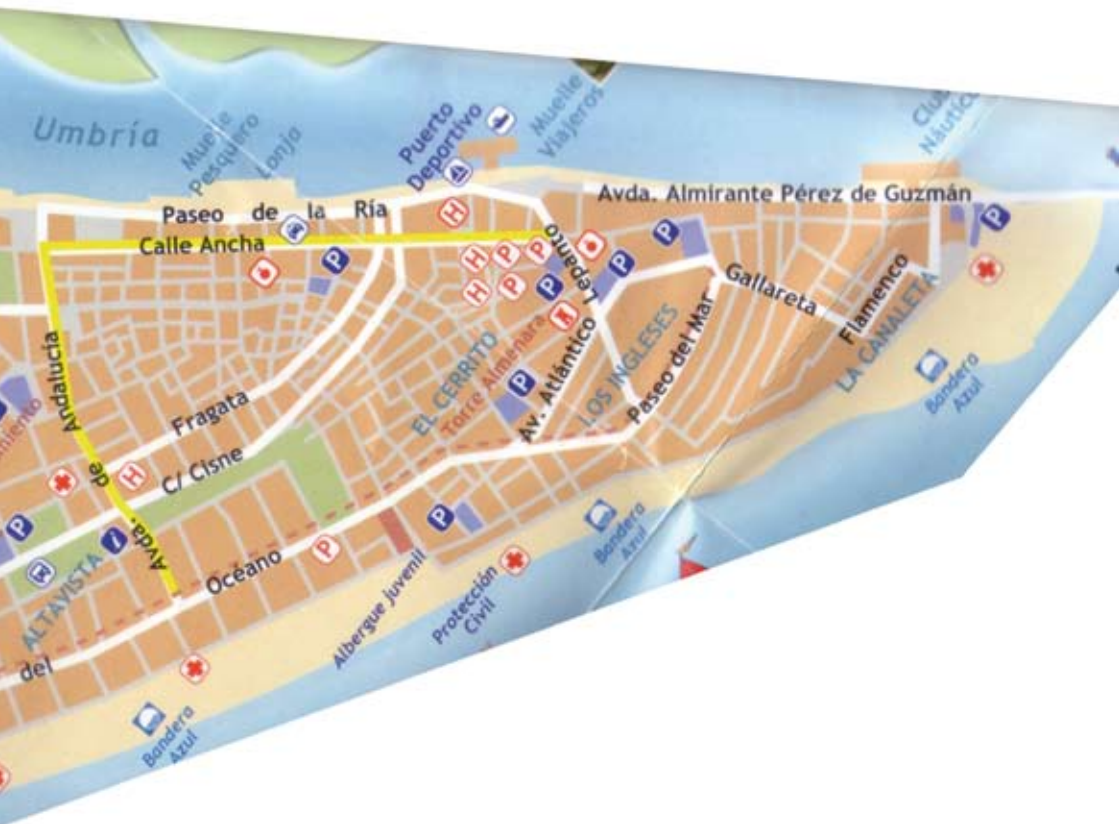 Umbría
Muelle
Pesquero
Lonja
Puerto
Deportivo
Muelle
Viajeros
Náutico
Avda. Almirante Pérez de Guzmán
Paseo de la Ría
Calle Ancha
H
P
P
P
H
H
P
P
P
P
P
Lepanto
Gallareta
Flamenco
LA CANALETA
Bandera
Azul
Andalucía
de
Avda.
Fragata
C/ Cisne
H
EL CERRITO
Torre Almenara
P
Av. Atlántico
LOS INGLESES
Paseo del Mar
P
i
ALTAVISTA
Océano
P
P
del
Albergue juvenil
Protección
Civil
Bandera
Azul
Bandera
Azul